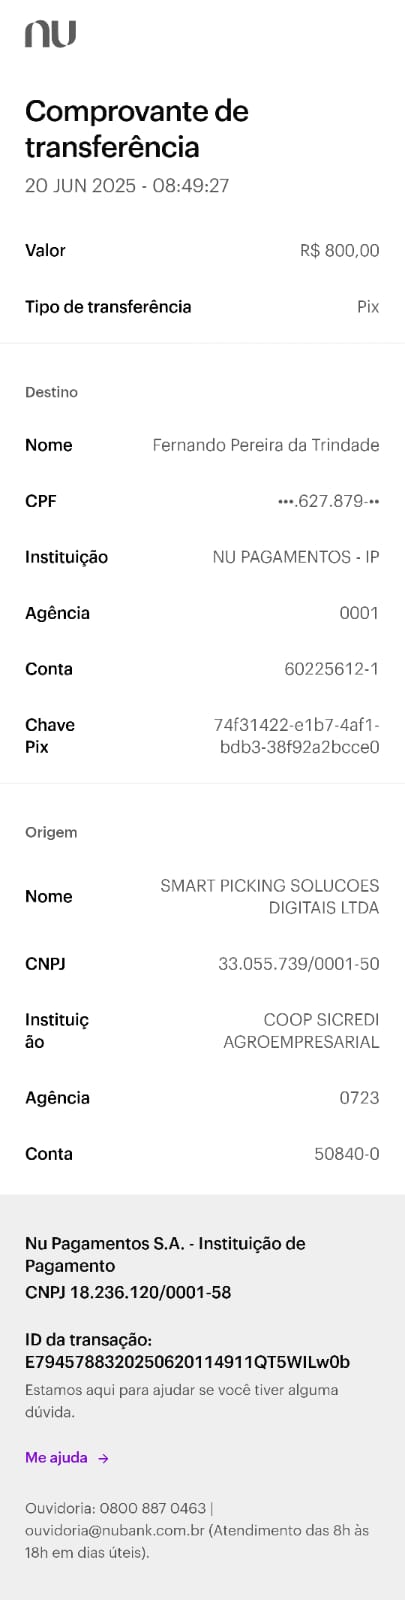 nu
Comprovante de
transferência
20 JUN 2025 - 08:49:27
Valor R$ 800,00
Tipo de transferência Pix
Destino
Nome Fernando Pereira da Trindade
CPF •••.627.879-••
Instituição NU PAGAMENTOS - IP
Agência 0001
Conta 60225612-1
Chave 74f31422-e1b7-4af1-
Pix bdb3-38f92a2bcce0
Origem
Nome SMART PICKING SOLUCOES
DIGITAIS LTDA
CNPJ 33.055.739/0001-50
Instituiç COOP SICREDI
ão AGROEMPRESARIAL
Agência 0723
Conta 50840-0
Nu Pagamentos S.A. - Instituição de
Pagamento
CNPJ 18.236.120/0001-58
ID da transação:
E7945788320250620114911QT5WILw0b
Estamos aqui para ajudar se você tiver alguma
dúvida.
Me ajuda →
Ouvidoria: 0800 887 0463 |
ouvidoria@nubank.com.br (Atendimento das 8h às
18h em dias úteis).